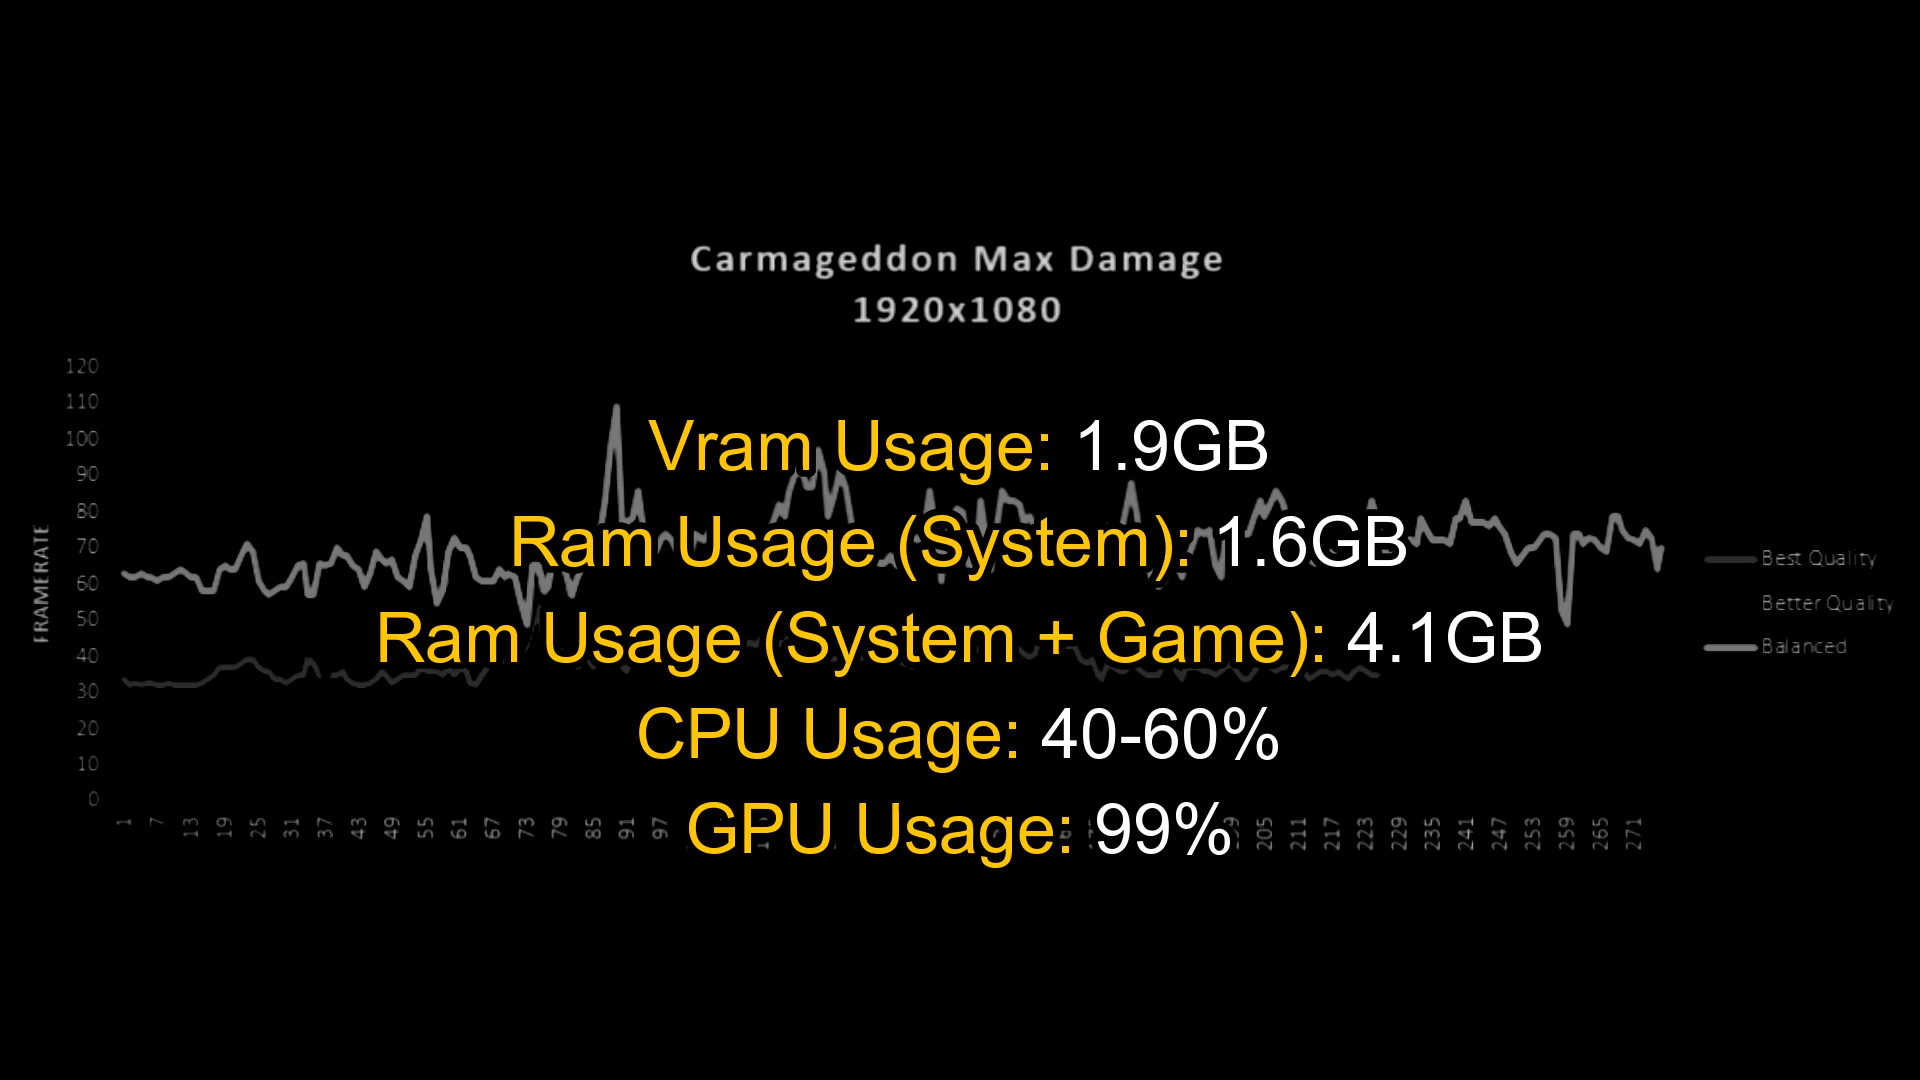 Carmageddon Max Damage
1920x1080
120
110
100
90
80
70
60
50
40
30
20
10
0
FRAMERATE
Vram Usage: 1.9GB
Ram Usage (System): 1.6GB
Ram Usage (System + Game): 4.1GB
CPU Usage: 40-60%
GPU Usage: 99%
Best Quality
Better Quality
Balanced
1 7 13 19 25 31 37 43 49 55 61 67 73 79 85 91 97 205 211 217 223 229 235 241 247 253 259 265 271